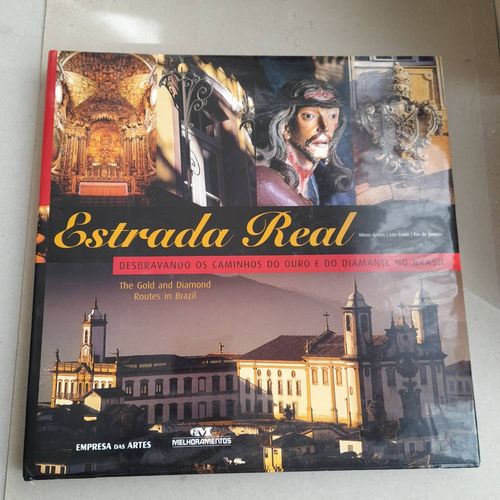 Estrada Real
Minas Gerais | São Paulo | Rio de Janeiro
DESBRAVANDO OS CAMINHOS DO OURO E DO DIAMANTE NO BRASIL
The Gold and Diamond
Routes in Brazil
EMPRESA DAS ARTES
MELHORAMENTOS